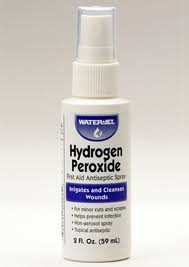 WATER•JEL
Hydrogen
Peroxide
First Aid Antiseptic Spray
Irrigates and Cleanses
Wounds
• For minor cuts and scrapes
• Helps prevent infection
• Non-aerosol spray
• Topical antiseptic
2 Fl. Oz. (59 mL)